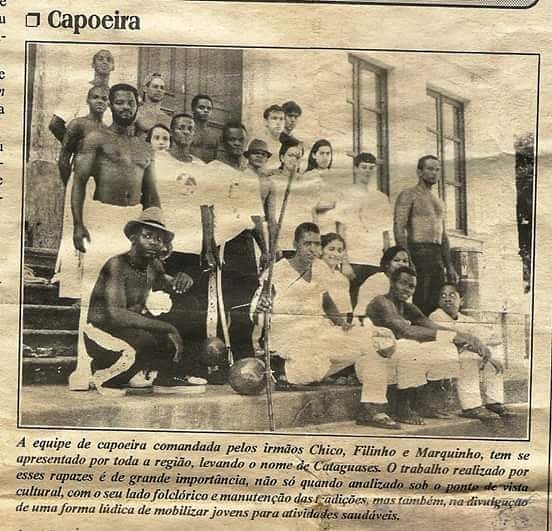 Capoeira
A equipe de capoeira comandada pelos irmãos Chico, Filinho e Marquinho, tem se
apresentado por toda a região, levando o nome de Cataguases. O trabalho realizado por
esses rapazes é de grande importância, não só quando analizado sob o ponto de vista
cultural, com o seu lado folclórico e manutenção das tradições, mas também, na divulgação
de uma forma lúdica de mobilizar jovens para atividades saudáveis.